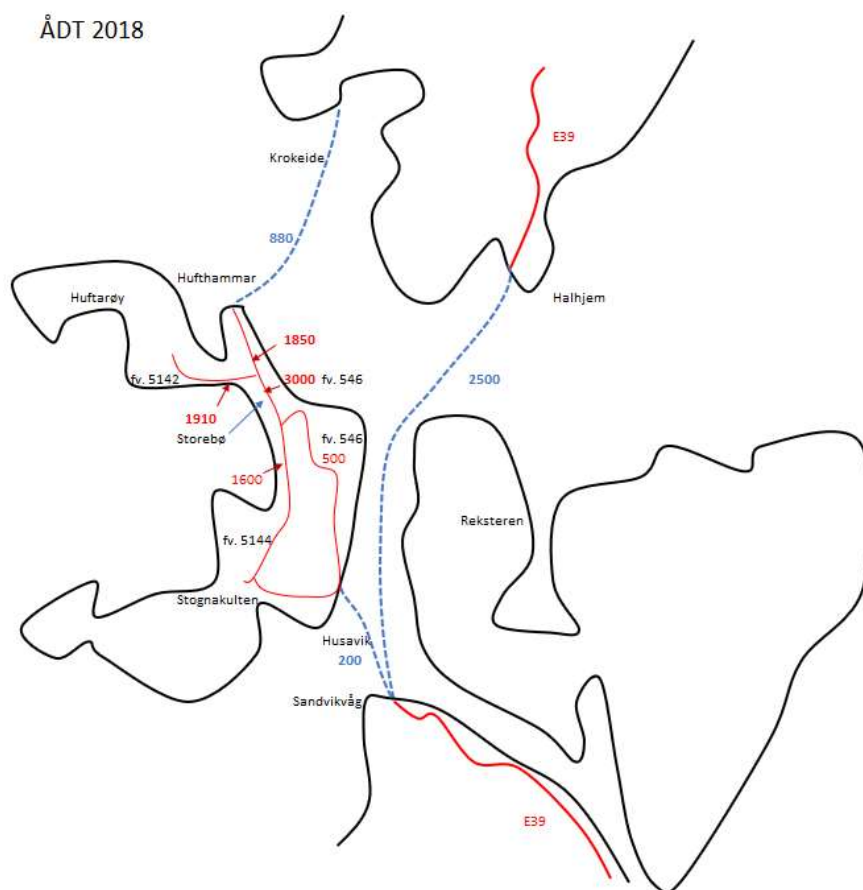 ÅDT 2018
E39
Krokeide
880
Hufthammar
Huftarøy
Halhjem
1850
fv. 5142
3000
fv. 546
2500
1910
Storebø
fv. 546
500
1600
Reksteren
fv. 5144
Stognakulten
Husavik
200
Sandvikvåg
E39